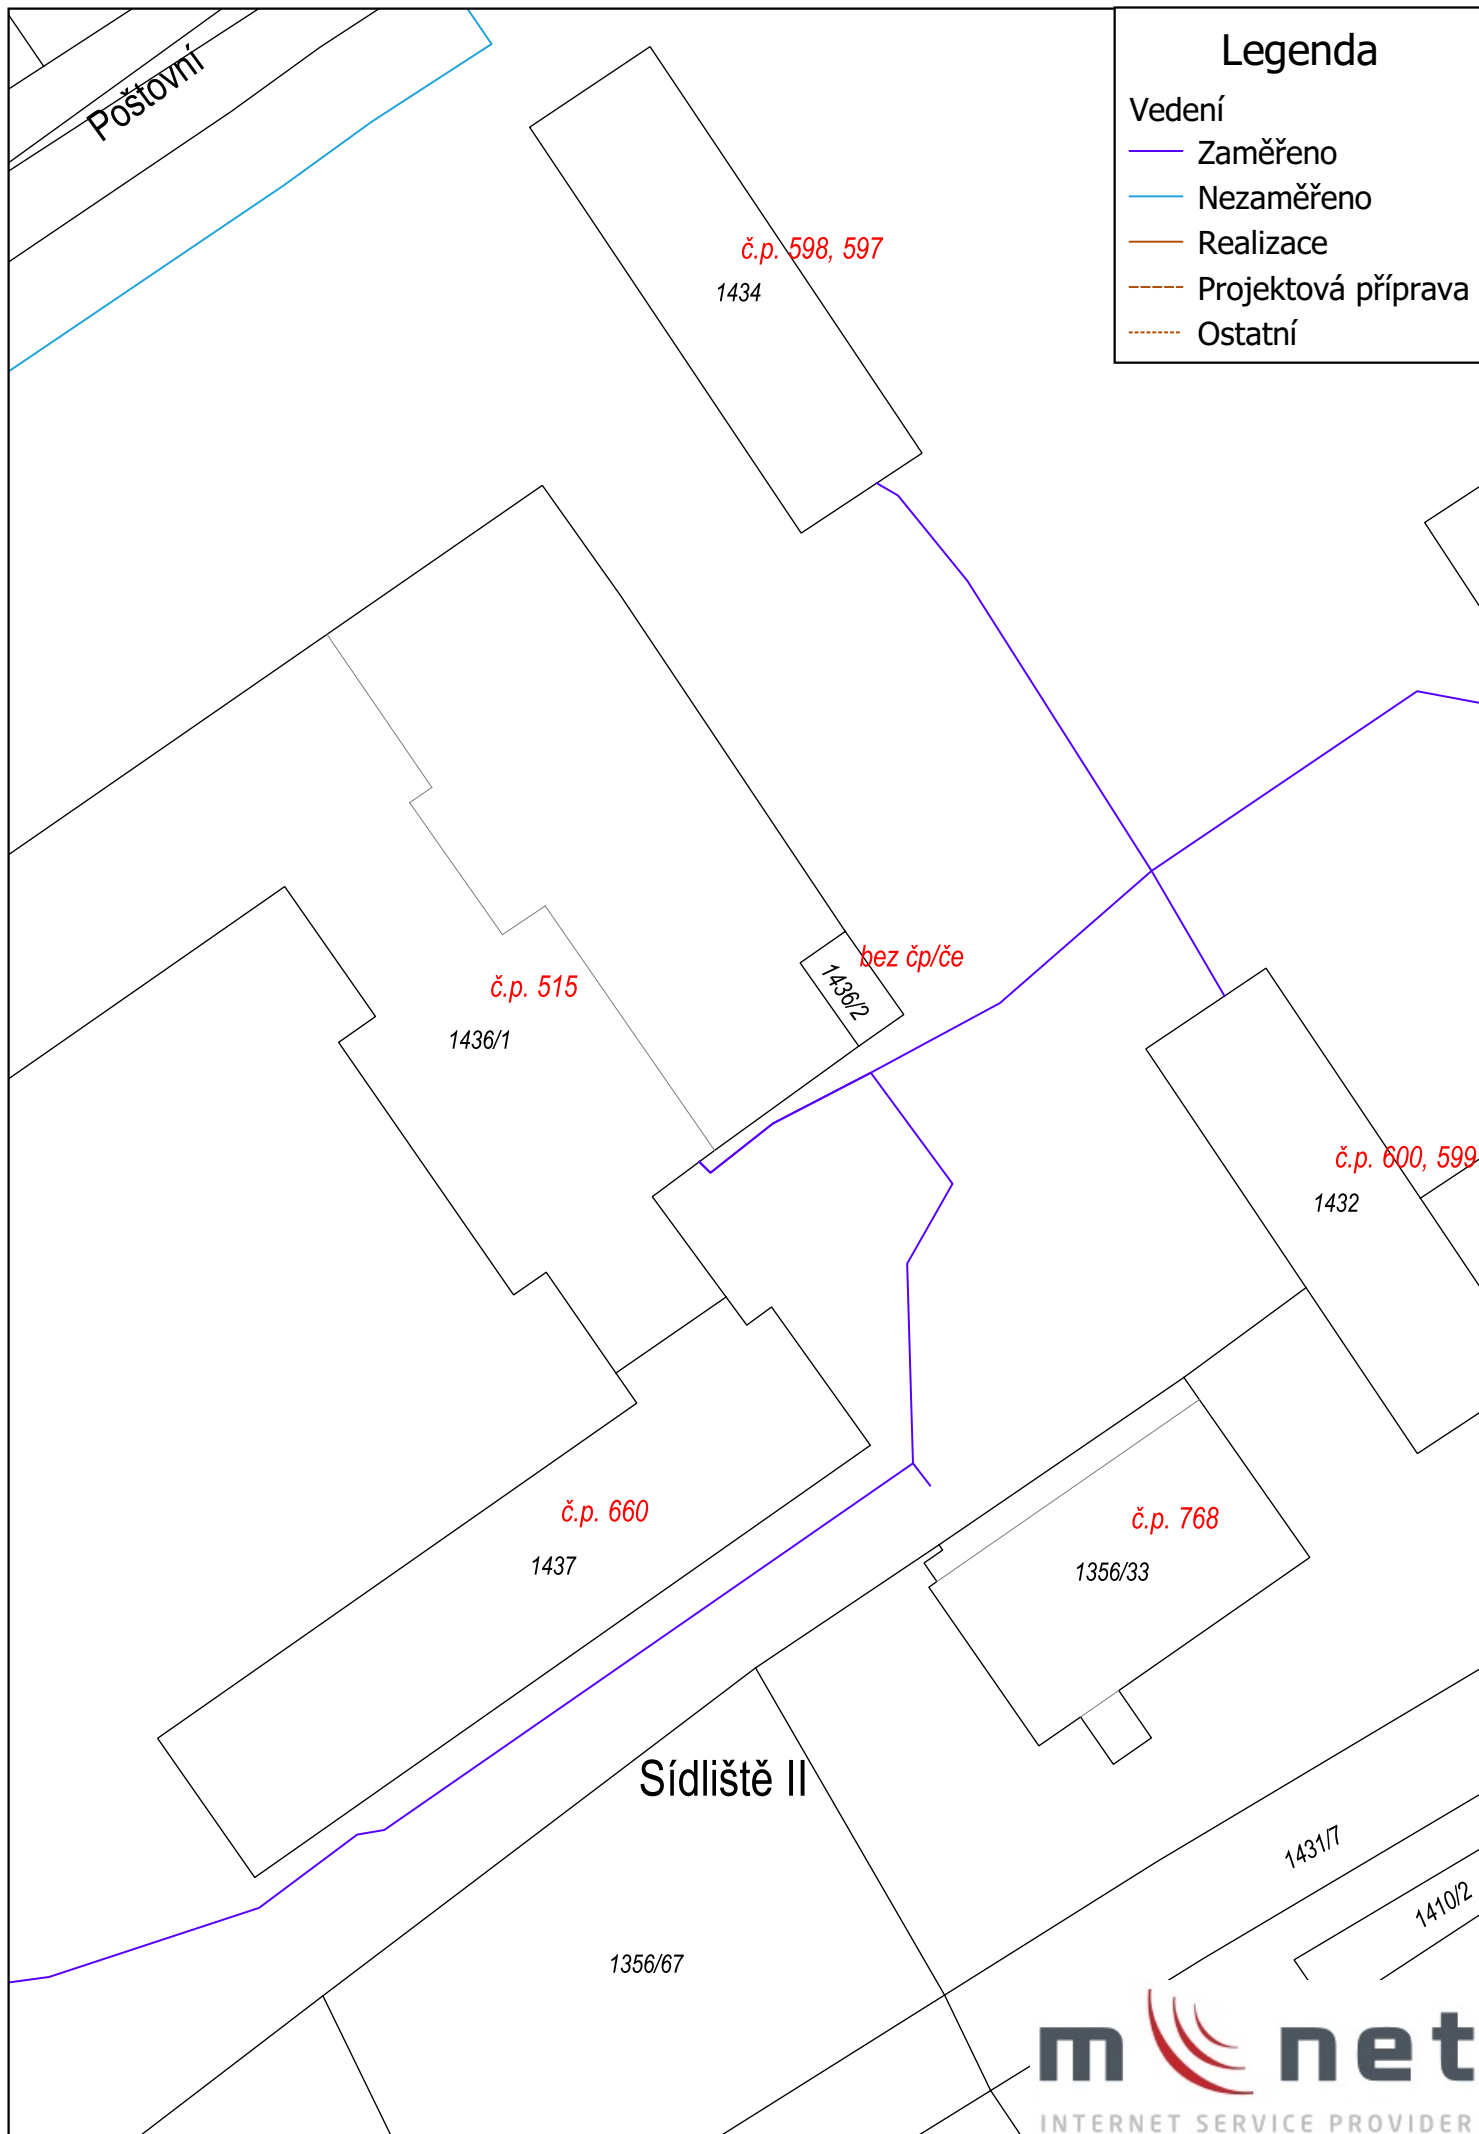 Legenda
Vedení
Zaměřeno
Nezaměřeno
Realizace
Projektová příprava
Ostatní
Poštovní
č.p. 598, 597
1434
bez čp/če
1436/2
č.p. 515
1436/1
č.p. 600, 599
1432
č.p. 660
1437
č.p. 768
1356/33
Sídliště II
1431/7
1410/2
1356/67
m net
INTERNET SERVICE PROVIDER